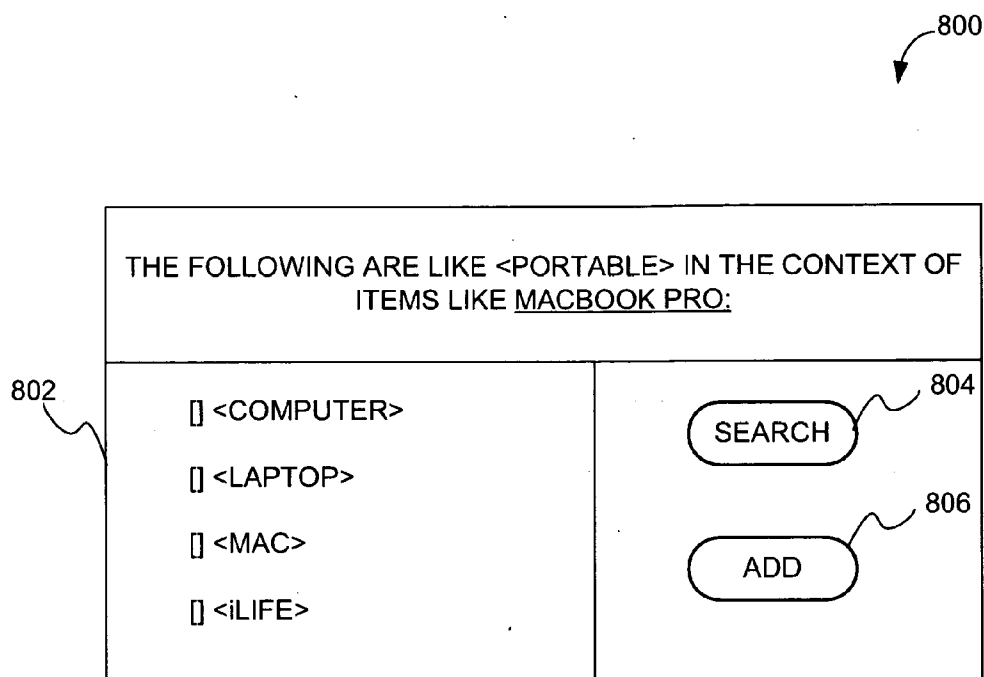 800
THE FOLLOWING ARE LIKE <PORTABLE> IN THE CONTEXT OF
ITEMS LIKE MACBOOK PRO:
802
[] <COMPUTER>
[] <LAPTOP>
[] <MAC>
[] <iLIFE>
804
SEARCH
806
ADD